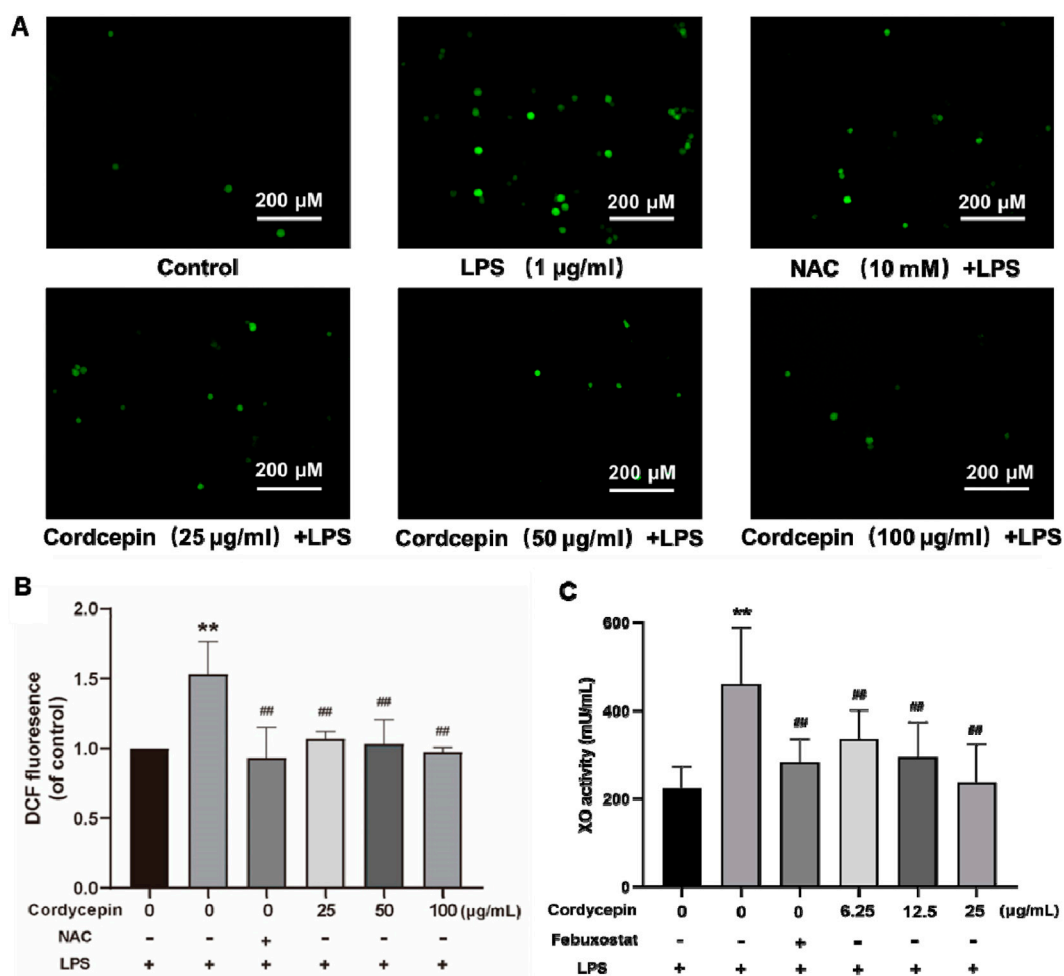 A
200 μM
200 μM
200 μM
Control
LPS (1 μg/ml)
NAC (10 mM) +LPS
200 μM
200 μM
200 μM
Cordcepin (25 μg/ml) +LPS
Cordcepin (50 μg/ml) +LPS
Cordcepin (100 μg/ml) +LPS
B
DCF fluoresence
(of control)
2.0
1.5
1.0
0.5
0.0
**
##
##
##
##
Cordycepin 0 0 0 25 50 100 (μg/mL)
NAC - - + - - -
LPS + + + + + +
C
XO activity (mU/mL)
600
400
200
0
**
##
##
##
##
Cordycepin 0 0 0 6.25 12.5 25 (μg/mL)
Febuxostat - - + - - -
LPS + + + + + +